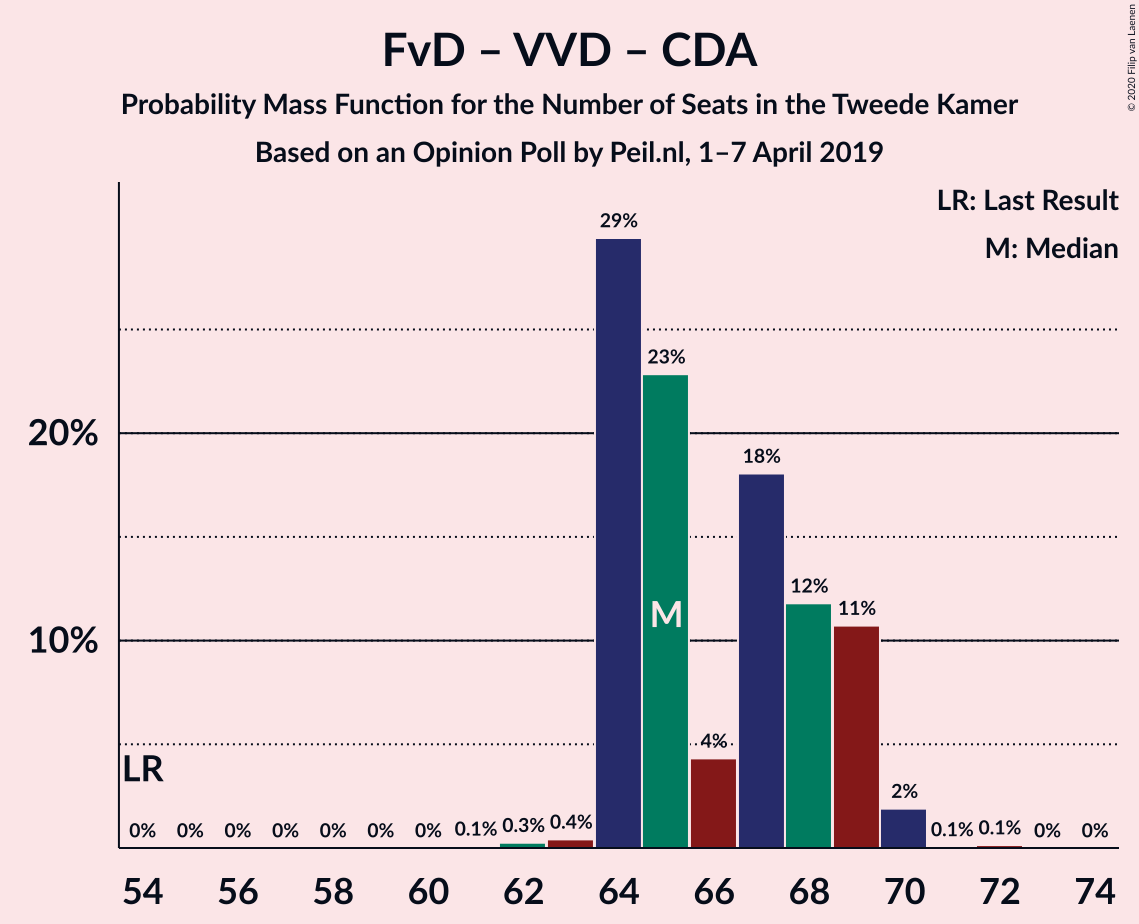 FvD – VVD – CDA
Probability Mass Function for the Number of Seats in the Tweede Kamer
Based on an Opinion Poll by Peil.nl, 1–7 April 2019
© 2020 Filip van Laenen
LR: Last Result
M: Median
29%
23%
20%
18%
12%
11%
M
10%
4%
LR
2%
0% 0% 0% 0% 0% 0% 0% 0.1% 0.3% 0.4% 0.1% 0.1% 0% 0%
54 56 58 60 62 64 66 68 70 72 74